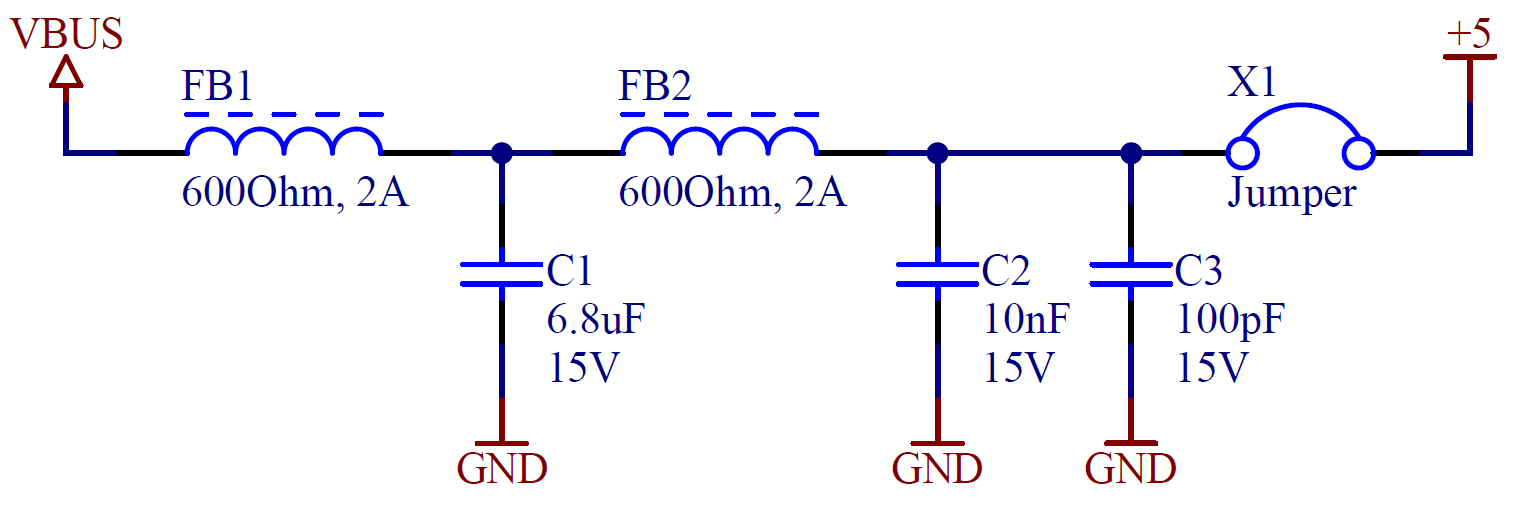 VBUS
+5
FB1
FB2
X1
600Ohm, 2A
600Ohm, 2A
Jumper
C1
6.8uF
15V
C2
10nF
15V
C3
100pF
15V
GND
GND
GND